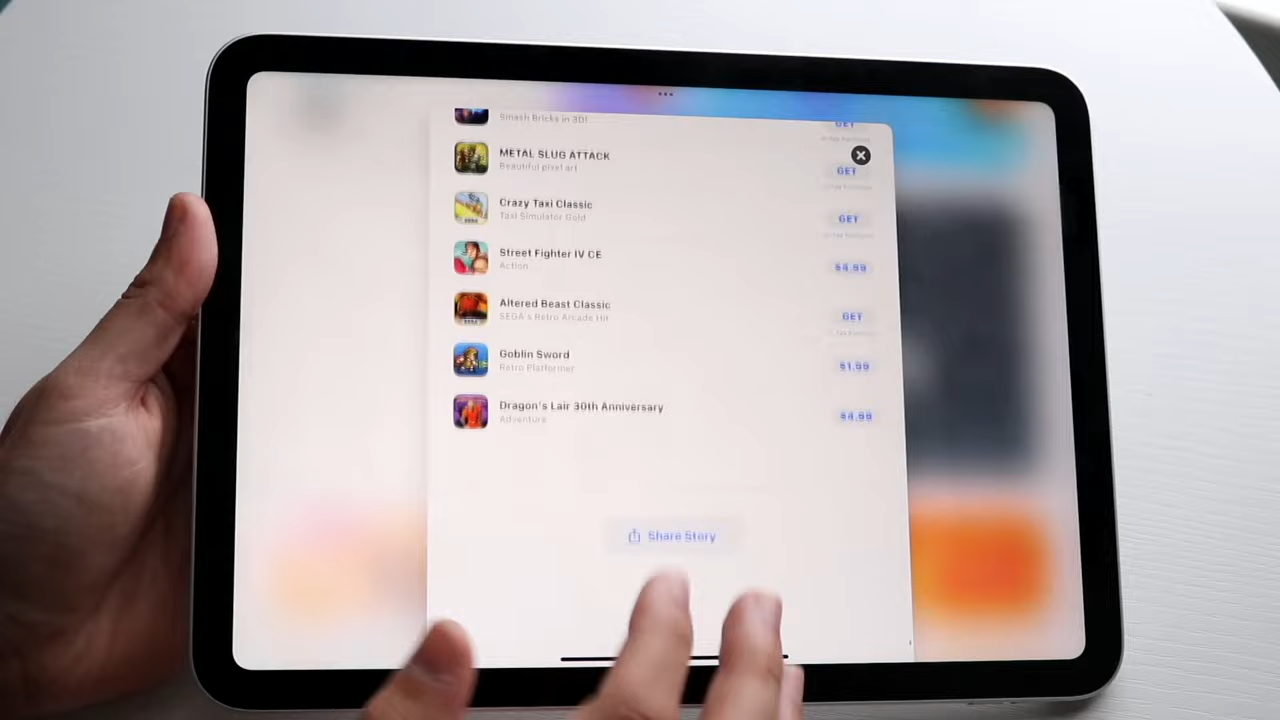 Smash Bricks in 3D!
GET
METAL SLUG ATTACK
Beautiful pixel art
GET
Crazy Taxi Classic
Taxi Simulator Gold
GET
Street Fighter IV CE
Action
$4.99
Altered Beast Classic
SEGA's Retro Arcade Hit
GET
Goblin Sword
Retro Platformer
$1.99
Dragon's Lair 30th Anniversary
Adventure
$4.99
Share Story